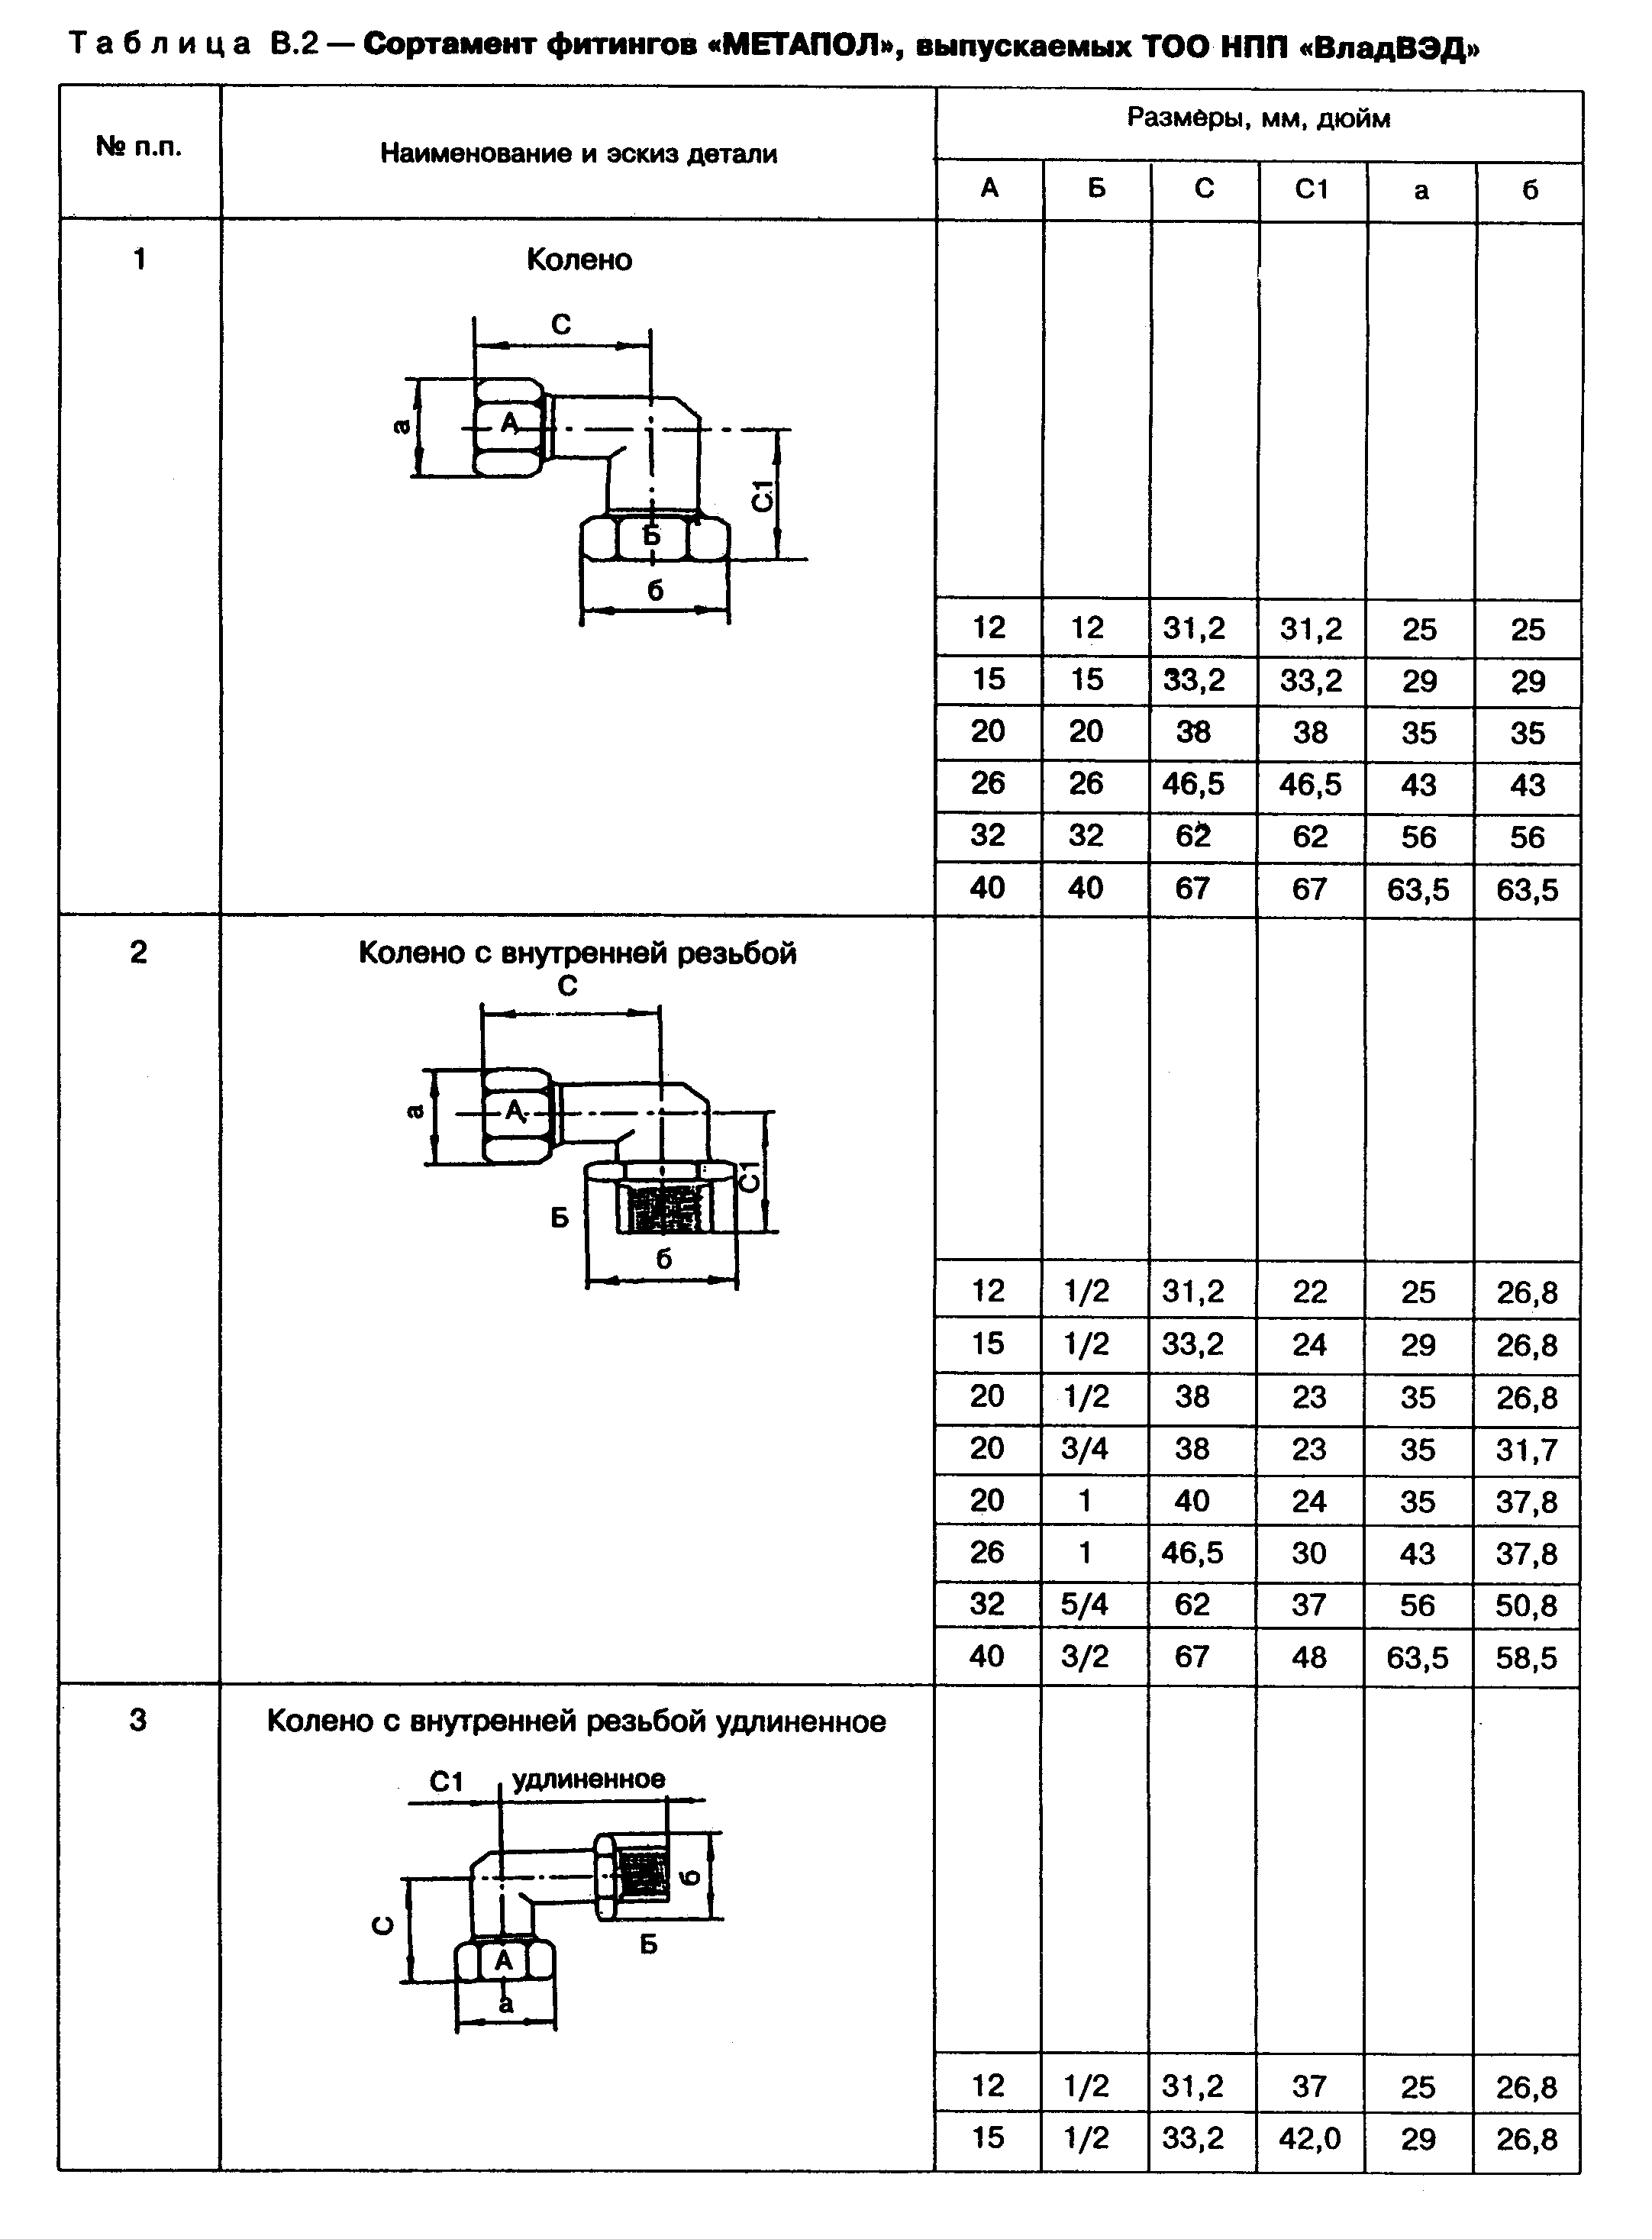 Таблица В.2 — Сортамент фитингов «МЕТАПОЛ», выпускаемых ТОО НПП «ВладВЭД»
№ п.п. Наименование и эскиз детали Размеры, мм, дюйм
А Б С С1 а б
1 Колено
С
а А С1
Б
б
12 12 31,2 31,2 25 25
15 15 33,2 33,2 29 29
20 20 38 38 35 35
26 26 46,5 46,5 43 43
32 32 62 62 56 56
40 40 67 67 63,5 63,5
2 Колено с внутренней резьбой
С
а А С1
Б
б
12 1/2 31,2 22 25 26,8
15 1/2 33,2 24 29 26,8
20 1/2 38 23 35 26,8
20 3/4 38 23 35 31,7
20 1 40 24 35 37,8
26 1 46,5 30 43 37,8
32 5/4 62 37 56 50,8
40 3/2 67 48 63,5 58,5
3 Колено с внутренней резьбой удлиненное
С1 удлиненное
б
С Б
А
а
12 1/2 31,2 37 25 26,8
15 1/2 33,2 42,0 29 26,8